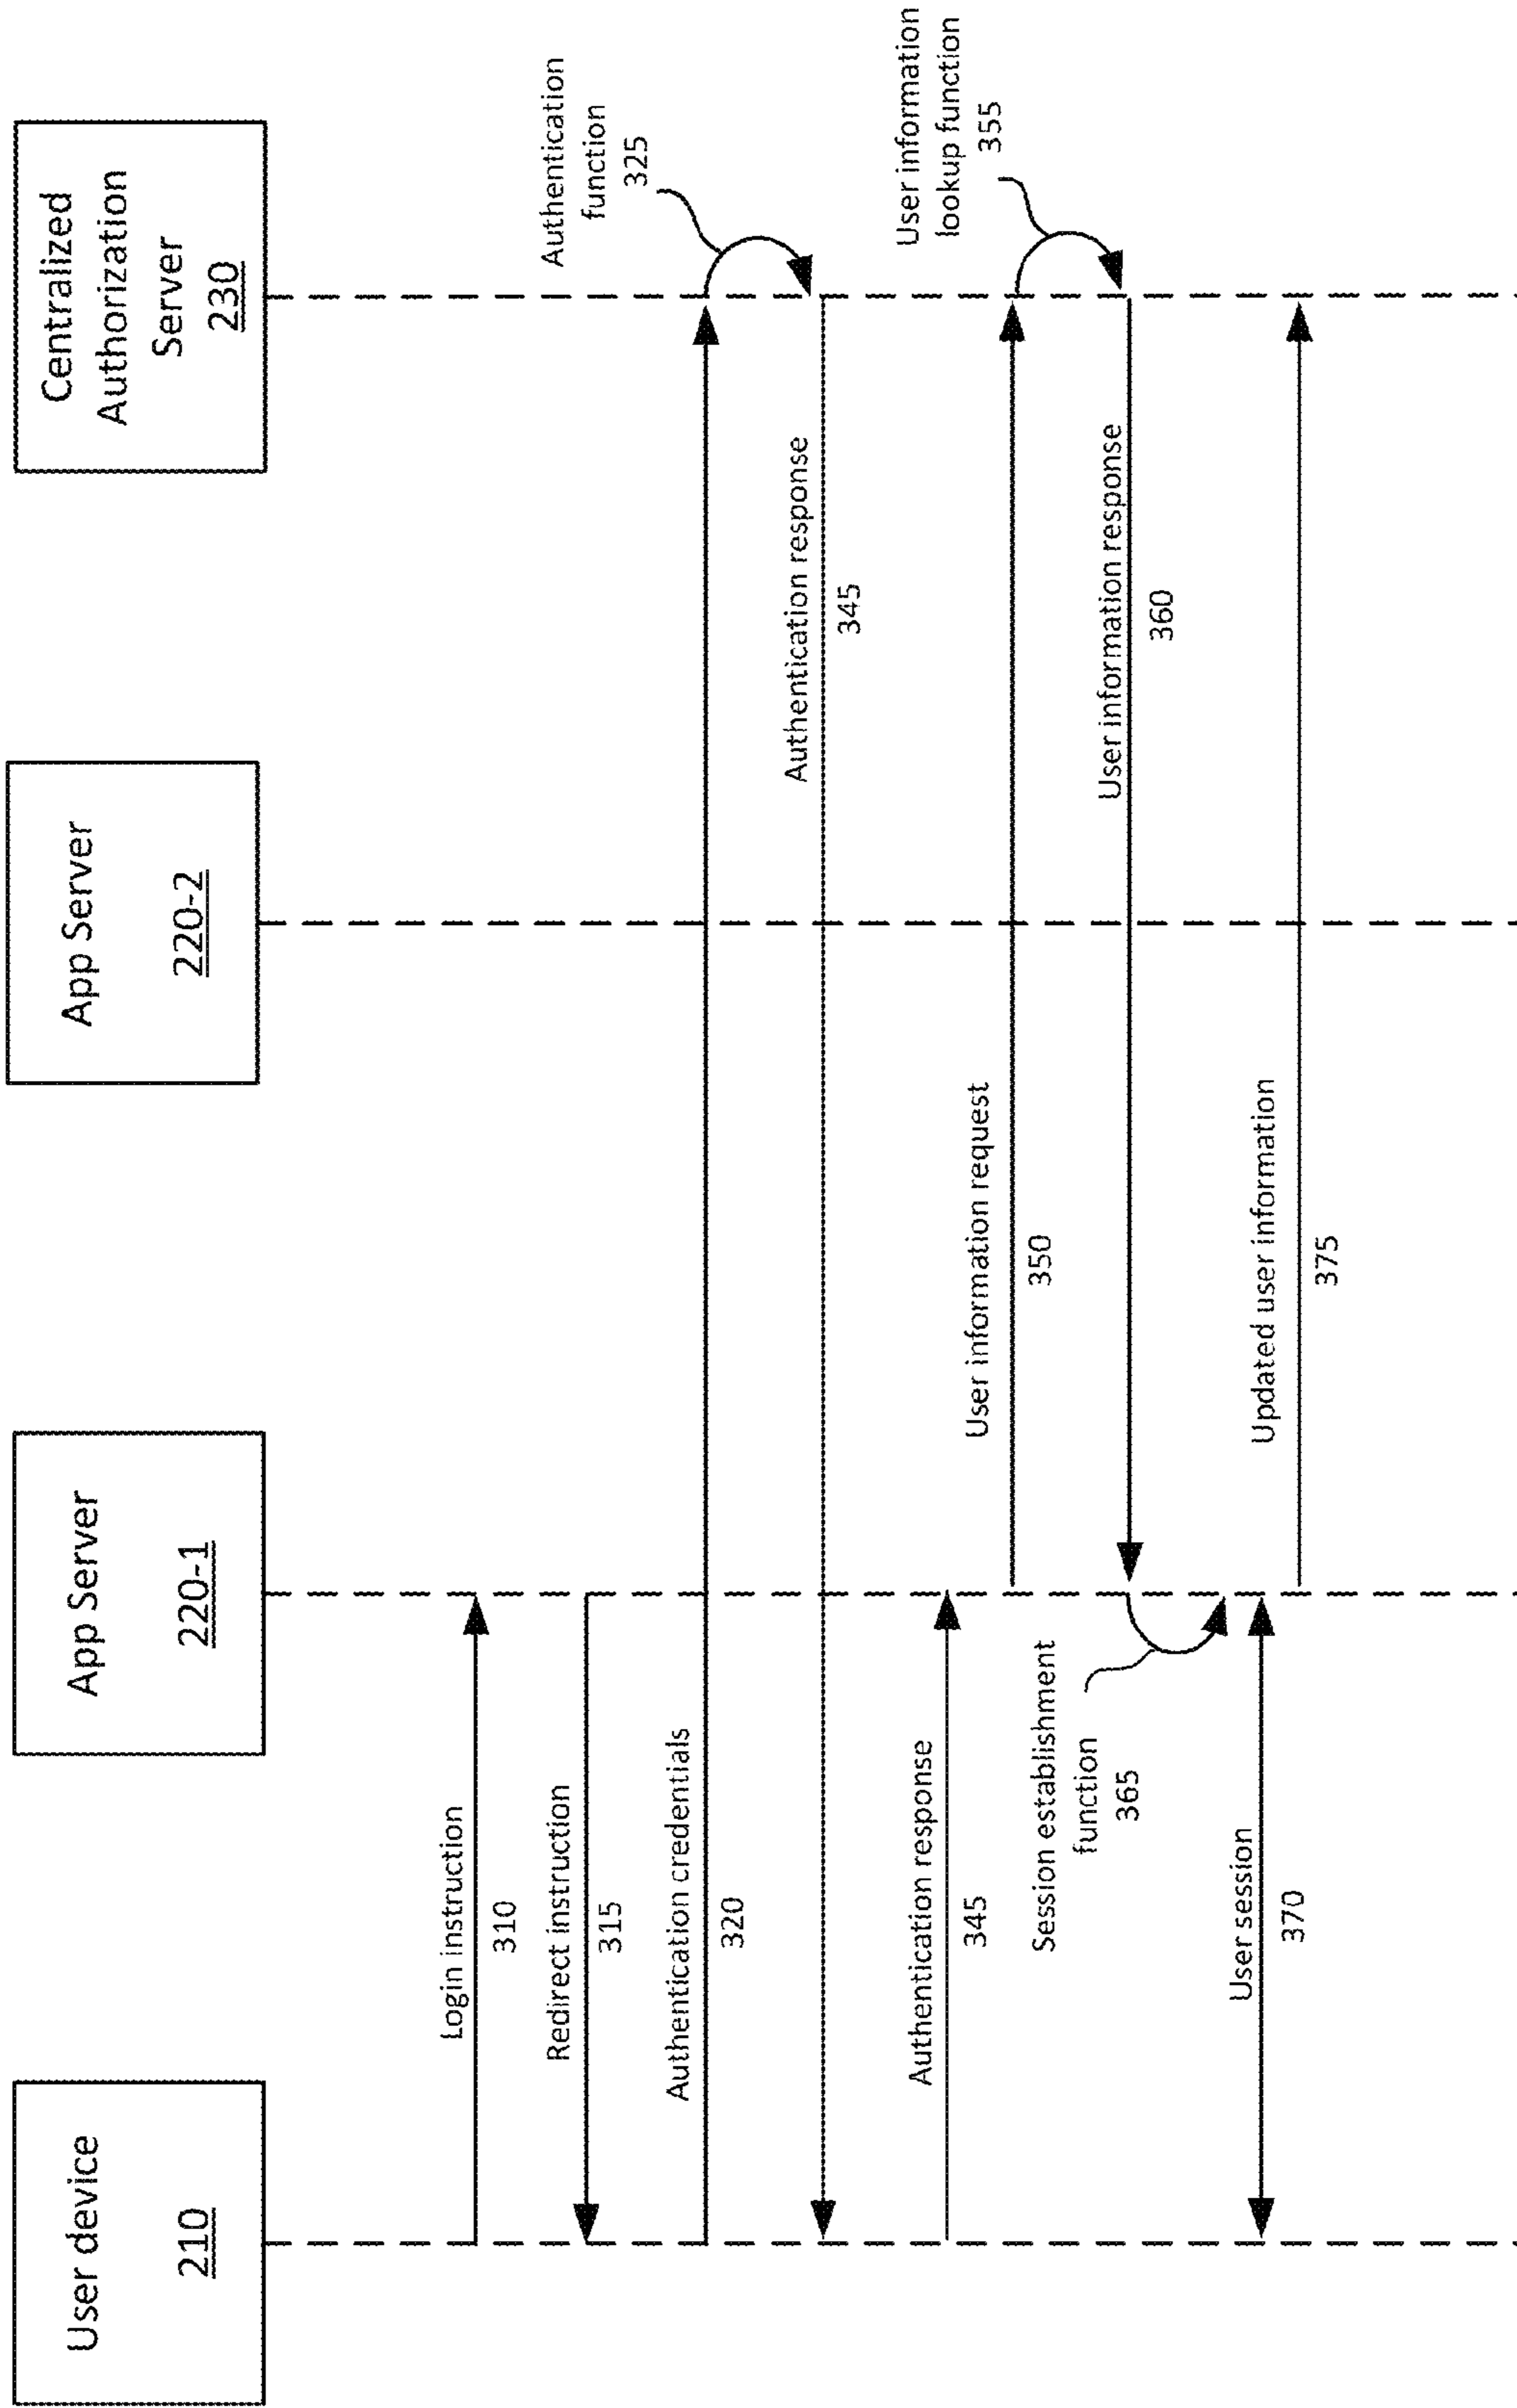 User device
210
App Server
220-1
App Server
220-2
Centralized
Authorization
Server
230
Login instruction
310
Redirect instruction
315
Authentication credentials
320
Authentication
function
325
Authentication response
345
Authentication response
345
User information request
350
User information
lookup function
355
User information response
360
Session establishment
function
365
User session
370
Updated user information
375